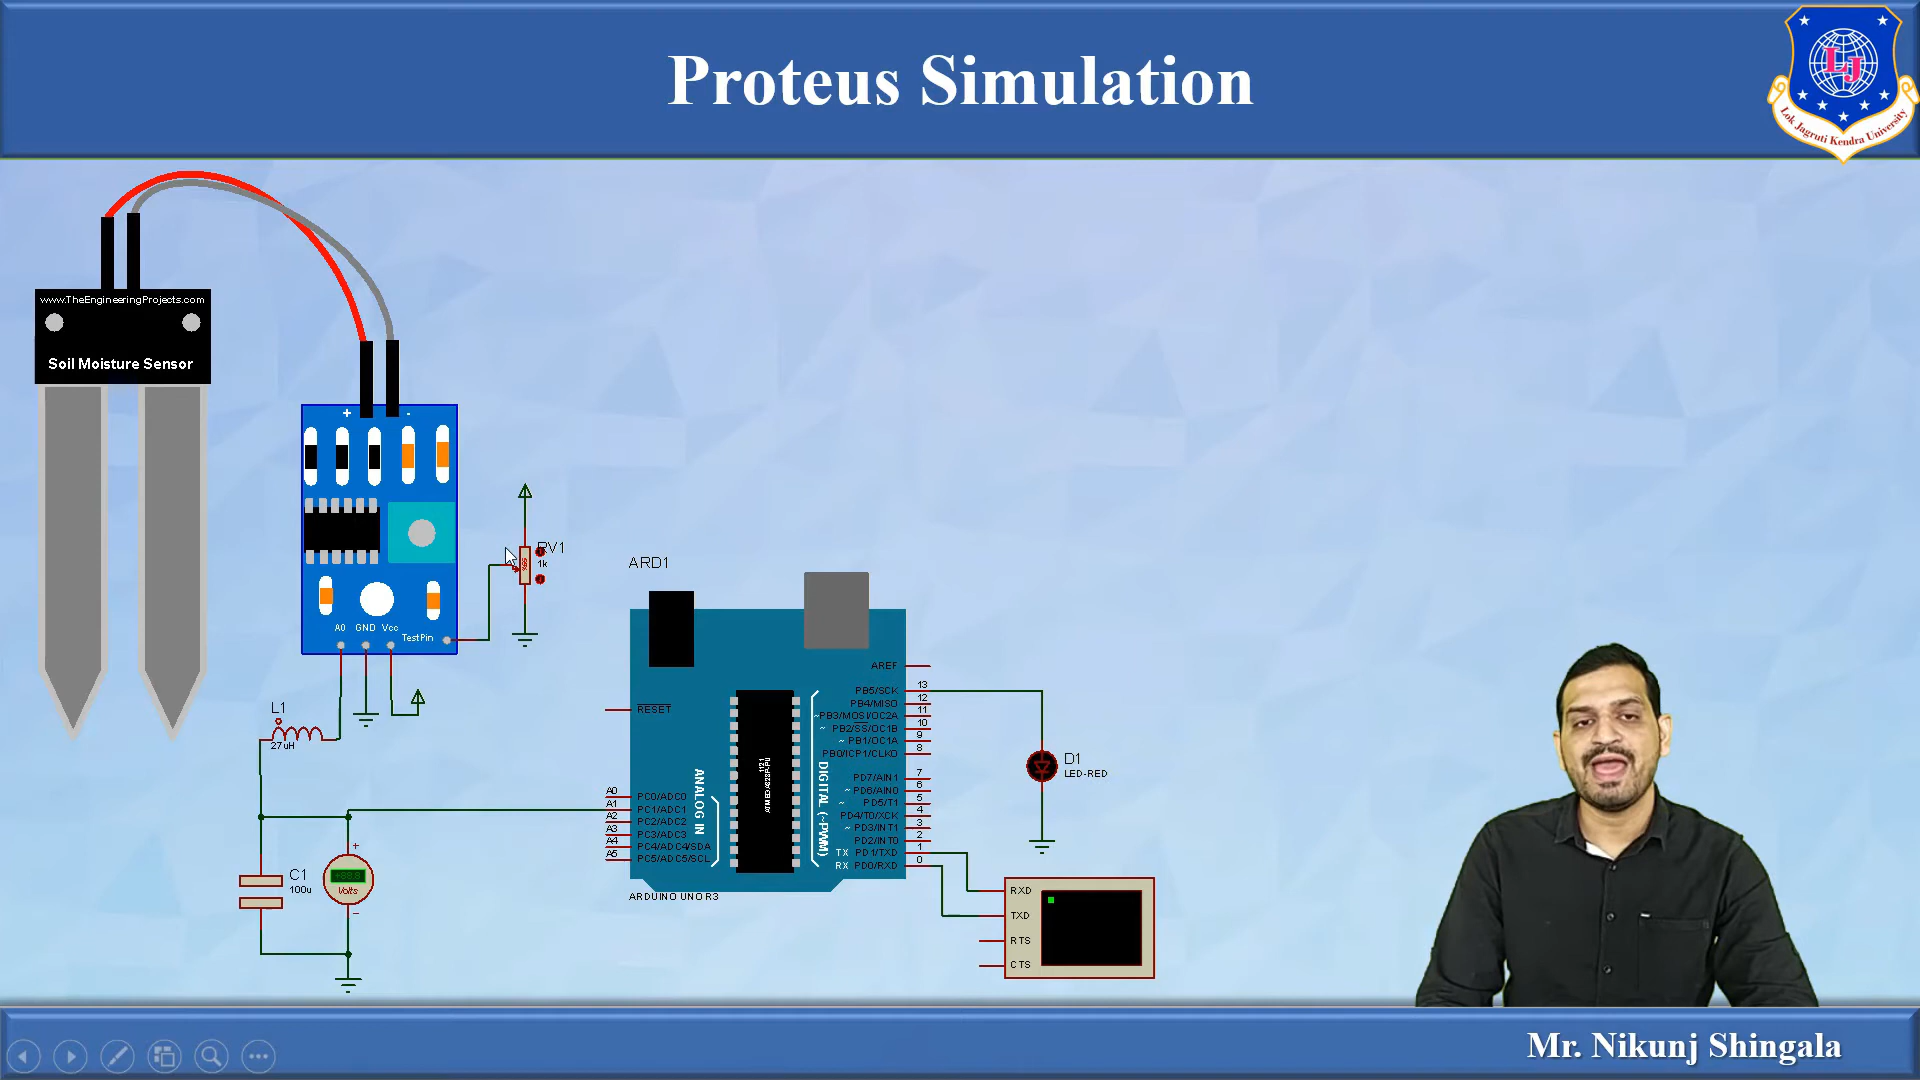 Proteus Simulation
LJ
Lok Jagruti Kendra University
www.TheEngineeringProjects.com
Soil Moisture Sensor
+ -
A0 GND Vcc
TestPin
RV1
1k
L1
27uH
C1
100u
+
Volts
ARD1
RESET
AREF
PB5/SCK 13
PB4/MISO 12
~PB3/MOSI/OC2A 11
~ PB2/SS/OC1B 10
~ PB1/OC1A 9
PB0/ICP1/CLKO 8
PD7/AIN1 7
~ PD6/AIN0 6
~ PD5/T1 5
PD4/T0/XCK 4
~ PD3/INT1 3
PD2/INT0 2
TX PD1/TXD 1
RX PD0/RXD 0
DIGITAL (~PWM)
ANALOG IN
A0 PC0/ADC0
A1 PC1/ADC1
A2 PC2/ADC2
A3 PC3/ADC3
A4 PC4/ADC4/SDA
A5 PC5/ADC5/SCL
ARDUINO UNO R3
D1
LED-RED
RXD
TXD
RTS
CTS
Mr. Nikunj Shingala